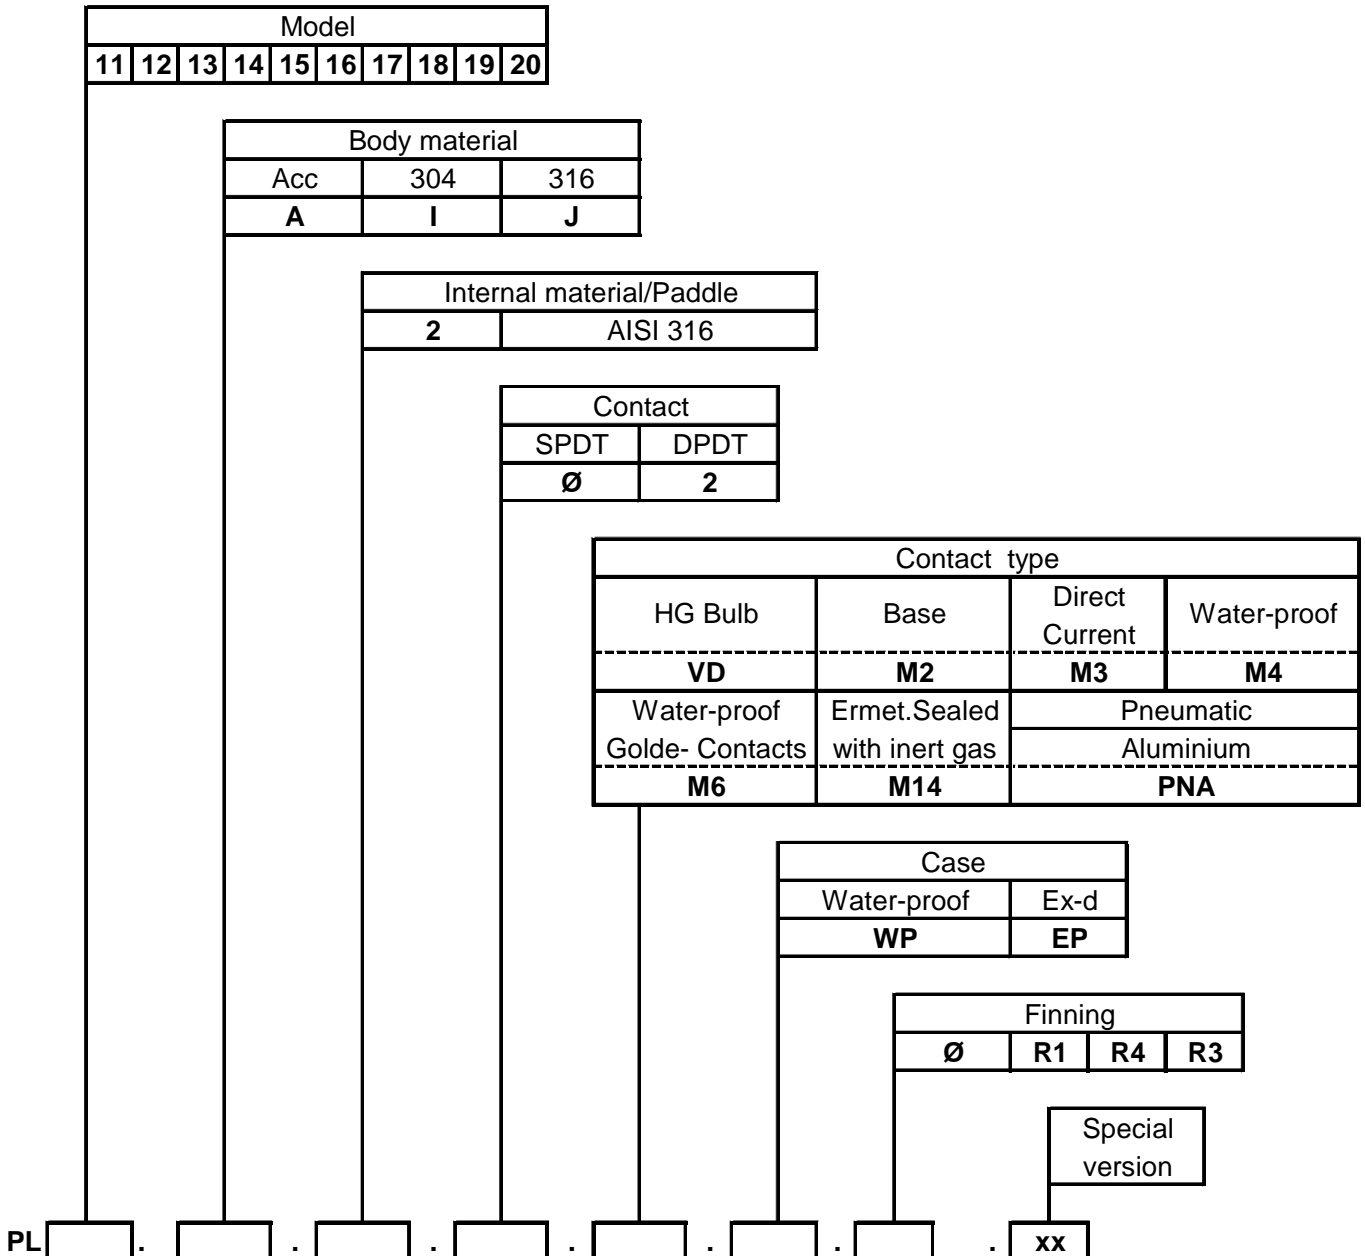 Model
11 12 13 14 15 16 17 18 19 20
Body material
Acc 304 316
A I J
Internal material/Paddle
2 AISI 316
Contact
SPDT DPDT
Ø 2
Contact type
HG Bulb Base Direct Current Water-proof
VD M2 M3 M4
Water-proof Ermet.Sealed Pneumatic
Golde- Contacts with inert gas Aluminium
M6 M14 PNA
Case
Water-proof Ex-d
WP EP
Finning
Ø R1 R4 R3
Special
version
PL . . . . . . . xx